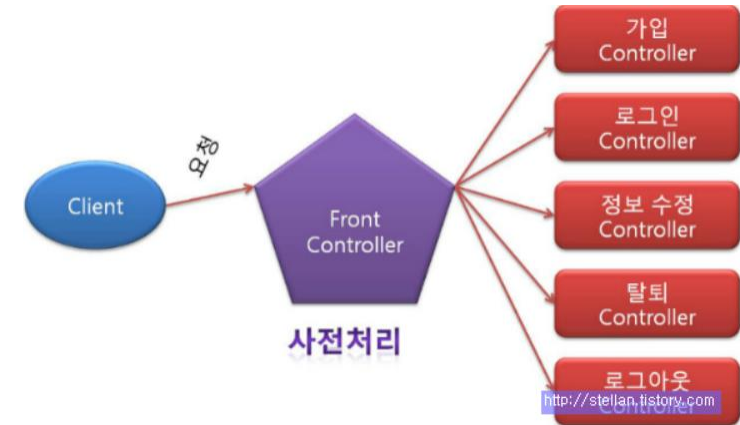 가입
Controller
로그인
Controller
요청
Client
정보 수정
Controller
Front
Controller
탈퇴
Controller
사전처리
로그아웃
Controller
http://stellan.tistory.com